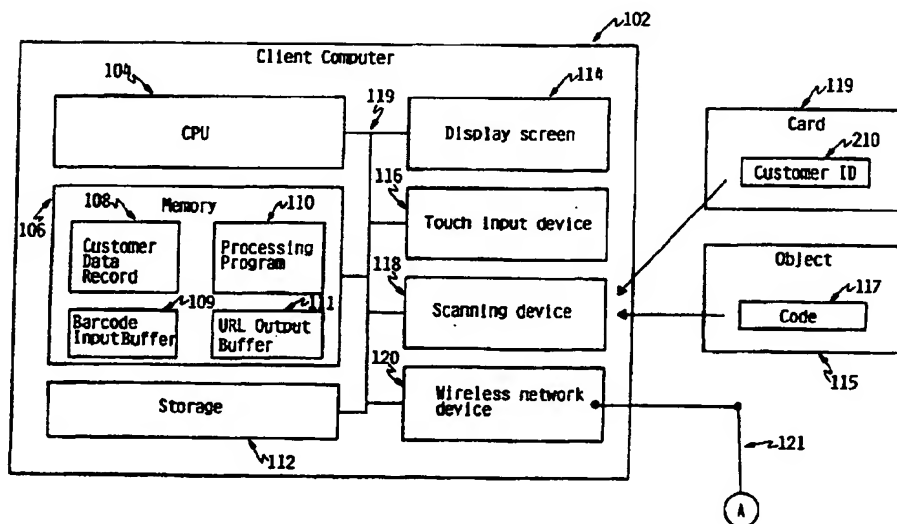 102
Client Computer
104
CPU
119
114
Display screen
119
Card
210
Customer ID
106
108
Memory
110
Customer
Data
Record
Processing
Program
109
Barcode
InputBuffer
111
URL Output
Buffer
116
Touch input device
118
Scanning device
Object
117
Code
115
Storage
112
120
Wireless network
device
121
A